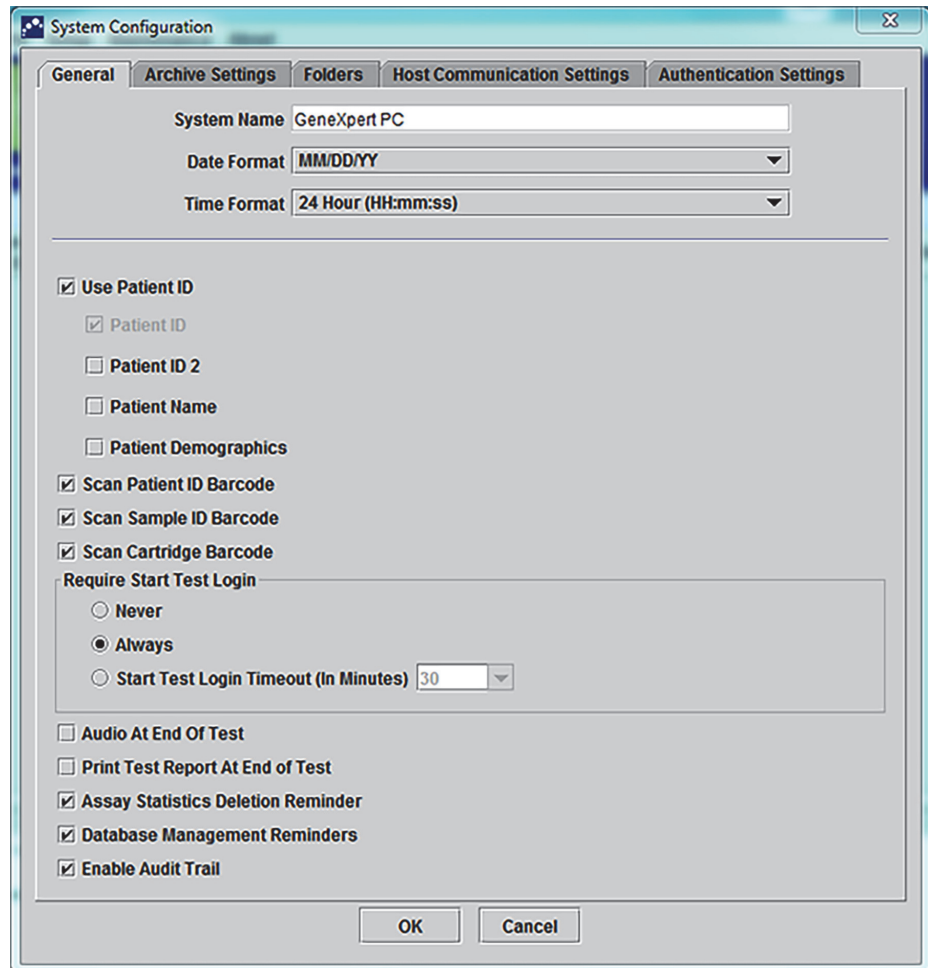 System Configuration
General Archive Settings Folders Host Communication Settings Authentication Settings
System Name GeneXpert PC
Date Format MM/DD/YY
Time Format 24 Hour (HH:mm:ss)
Use Patient ID
Patient ID
Patient ID 2
Patient Name
Patient Demographics
Scan Patient ID Barcode
Scan Sample ID Barcode
Scan Cartridge Barcode
Require Start Test Login
Never
Always
Start Test Login Timeout (In Minutes) 30
Audio At End Of Test
Print Test Report At End of Test
Assay Statistics Deletion Reminder
Database Management Reminders
Enable Audit Trail
OK Cancel